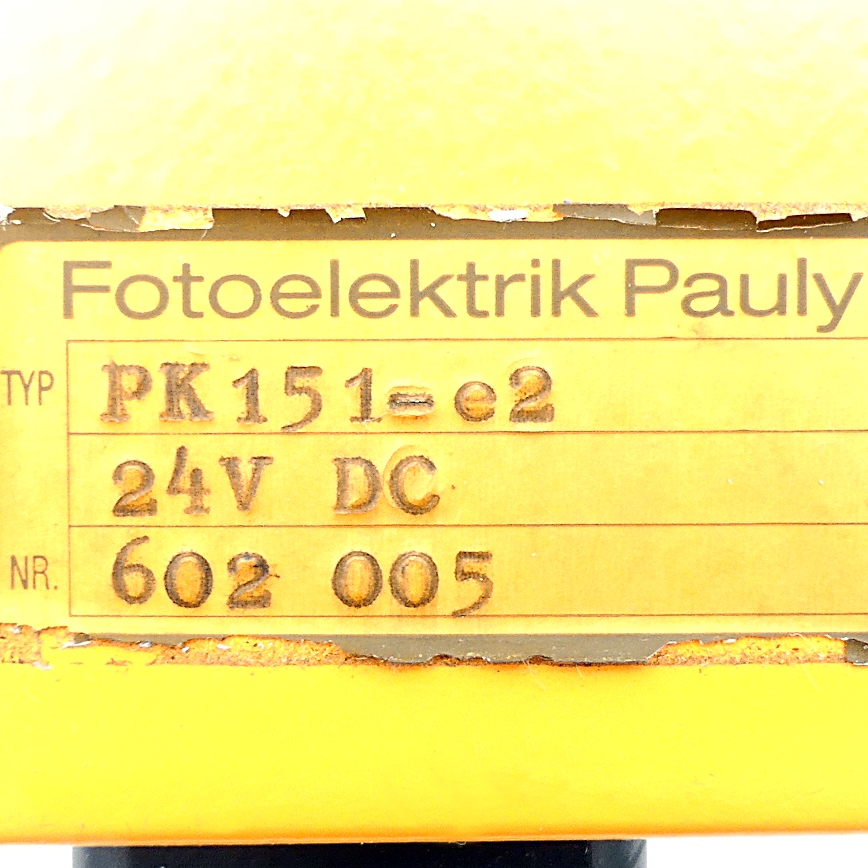 Fotoelektrik Pauly
TYP PK151=e2
24V DC
NR. 602 005